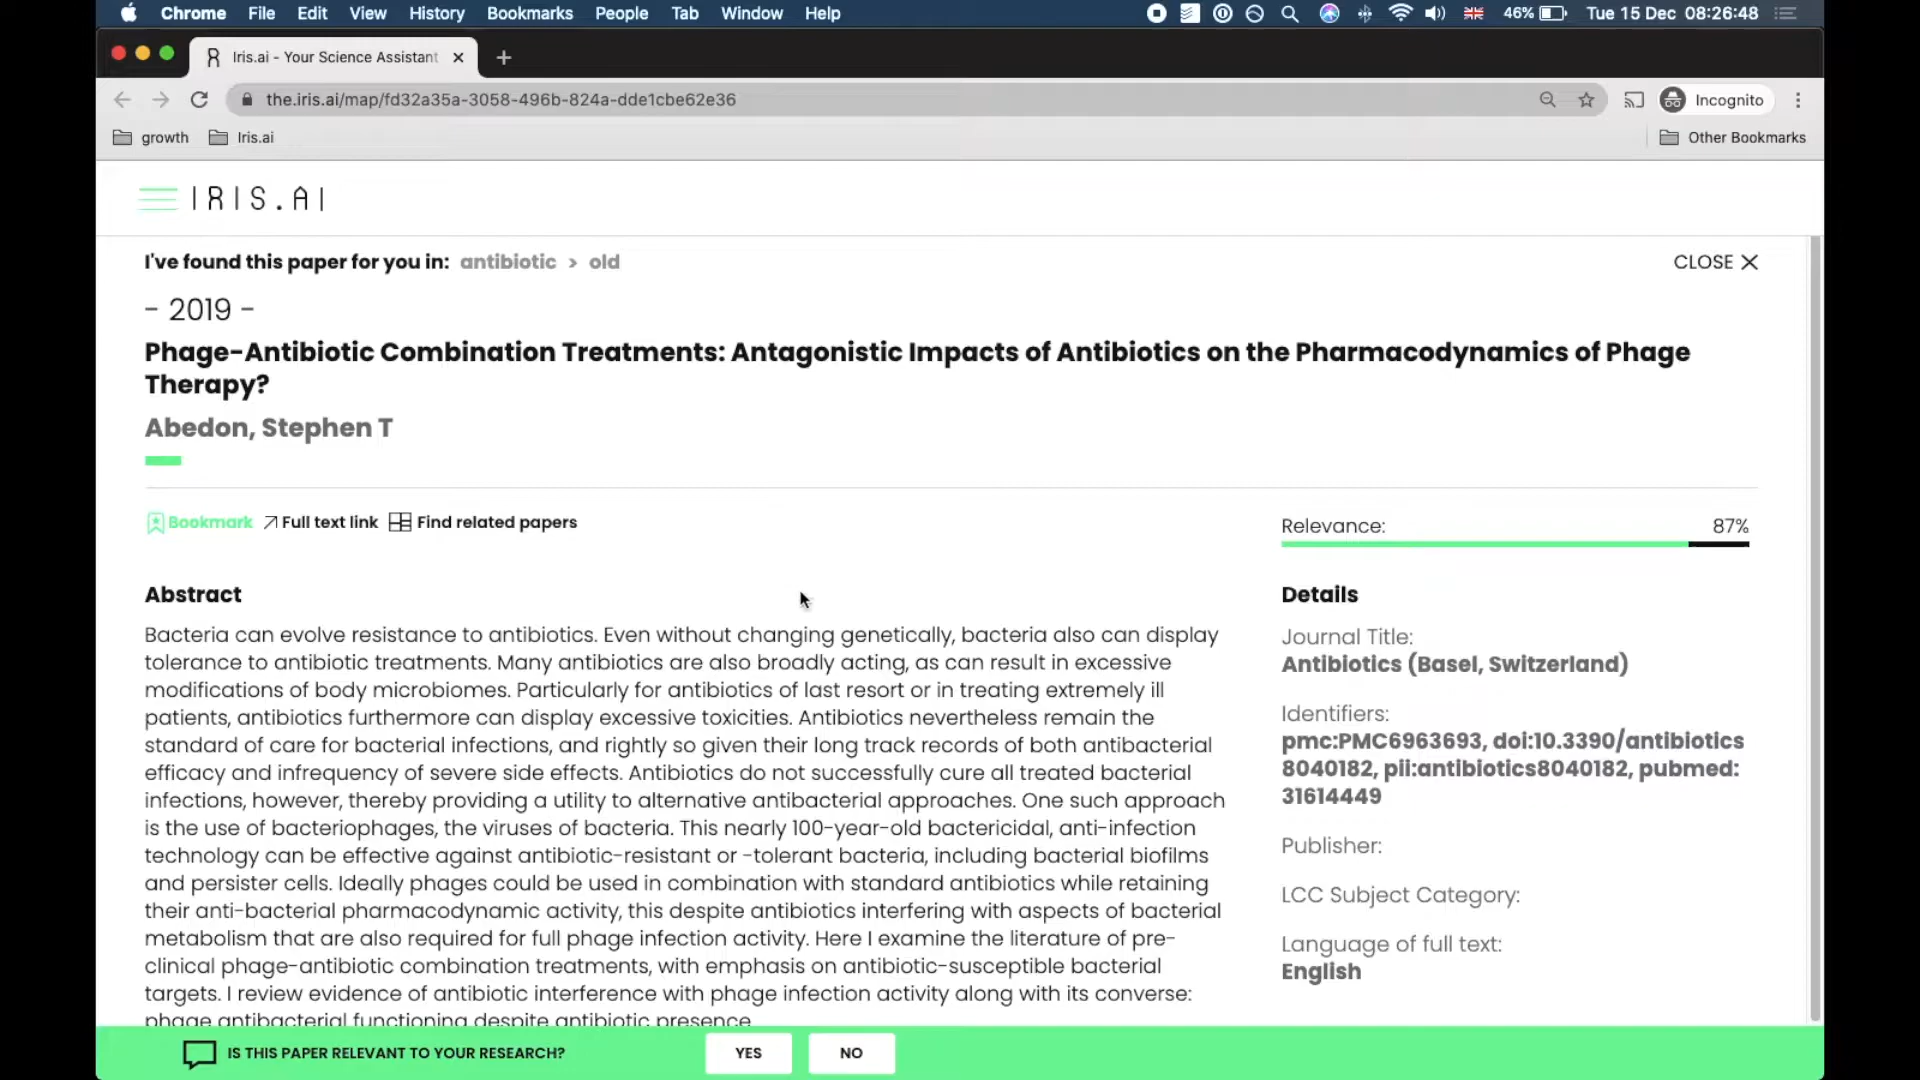 Chrome File Edit View History Bookmarks People Tab Window Help 46% Tue 15 Dec 08:26:48
Iris.ai - Your Science Assistant
the.iris.ai/map/fd32a35a-3058-496b-824a-dde1cbe62e36 Incognito
growth Iris.ai Other Bookmarks
IRIS.AI
I've found this paper for you in: antibiotic > old CLOSE
- 2019 -
Phage-Antibiotic Combination Treatments: Antagonistic Impacts of Antibiotics on the Pharmacodynamics of Phage
Therapy?
Abedon, Stephen T
Bookmark Full text link Find related papers
Relevance: 87%
Abstract
Bacteria can evolve resistance to antibiotics. Even without changing genetically, bacteria also can display
tolerance to antibiotic treatments. Many antibiotics are also broadly acting, as can result in excessive
modifications of body microbiomes. Particularly for antibiotics of last resort or in treating extremely ill
patients, antibiotics furthermore can display excessive toxicities. Antibiotics nevertheless remain the
standard of care for bacterial infections, and rightly so given their long track records of both antibacterial
efficacy and infrequency of severe side effects. Antibiotics do not successfully cure all treated bacterial
infections, however, thereby providing a utility to alternative antibacterial approaches. One such approach
is the use of bacteriophages, the viruses of bacteria. This nearly 100-year-old bactericidal, anti-infection
technology can be effective against antibiotic-resistant or -tolerant bacteria, including bacterial biofilms
and persister cells. Ideally phages could be used in combination with standard antibiotics while retaining
their anti-bacterial pharmacodynamic activity, this despite antibiotics interfering with aspects of bacterial
metabolism that are also required for full phage infection activity. Here I examine the literature of pre-
clinical phage-antibiotic combination treatments, with emphasis on antibiotic-susceptible bacterial
targets. I review evidence of antibiotic interference with phage infection activity along with its converse:
phage antibacterial functioning despite antibiotic presence
Details
Journal Title:
Antibiotics (Basel, Switzerland)
Identifiers:
pmc:PMC6963693, doi:10.3390/antibiotics
8040182, pii:antibiotics8040182, pubmed:
31614449
Publisher:
LCC Subject Category:
Language of full text:
English
IS THIS PAPER RELEVANT TO YOUR RESEARCH? YES NO